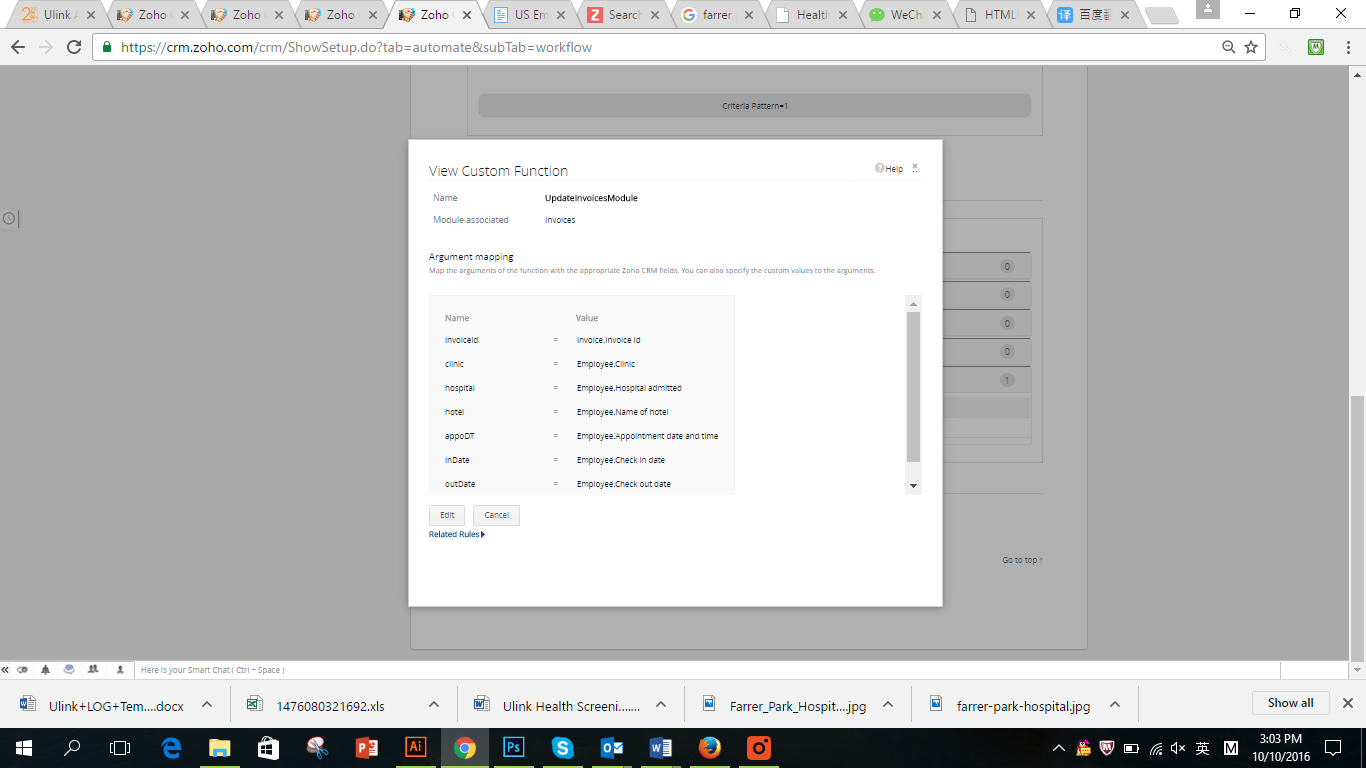 Ulink A
Zoho
Zoho
Zoho
Zoho
US Em
Search
farrer
Health
WeCh
HTML
百度
https://crm.zoho.com/crm/ShowSetup.do?tab=automate&subTab=workflow
Criteria Pattern=1
View Custom Function
Help
Name UpdateInvoicesModule
Module associated Invoices
Argument mapping
Map the arguments of the function with the appropriate Zoho CRM fields. You can also specify the custom values to the arguments.
Name Value
invoiceId = Invoice.Invoice Id
clinic = Employee.Clinic
hospital = Employee.Hospital admitted
hotel = Employee.Name of hotel
appoDT = Employee.Appointment date and time
inDate = Employee.Check in date
outDate = Employee.Check out date
0
0
0
0
1
Edit Cancel
Related Rules
Go to top ↑
Here is your Smart Chat ( Ctrl + Space )
Ulink+LOG+Tem....docx
1476080321692.xls
Ulink Health Screeni.......
Farrer_Park_Hospit....jpg
farrer-park-hospital.jpg
Show all
英
M
3:03 PM
10/10/2016